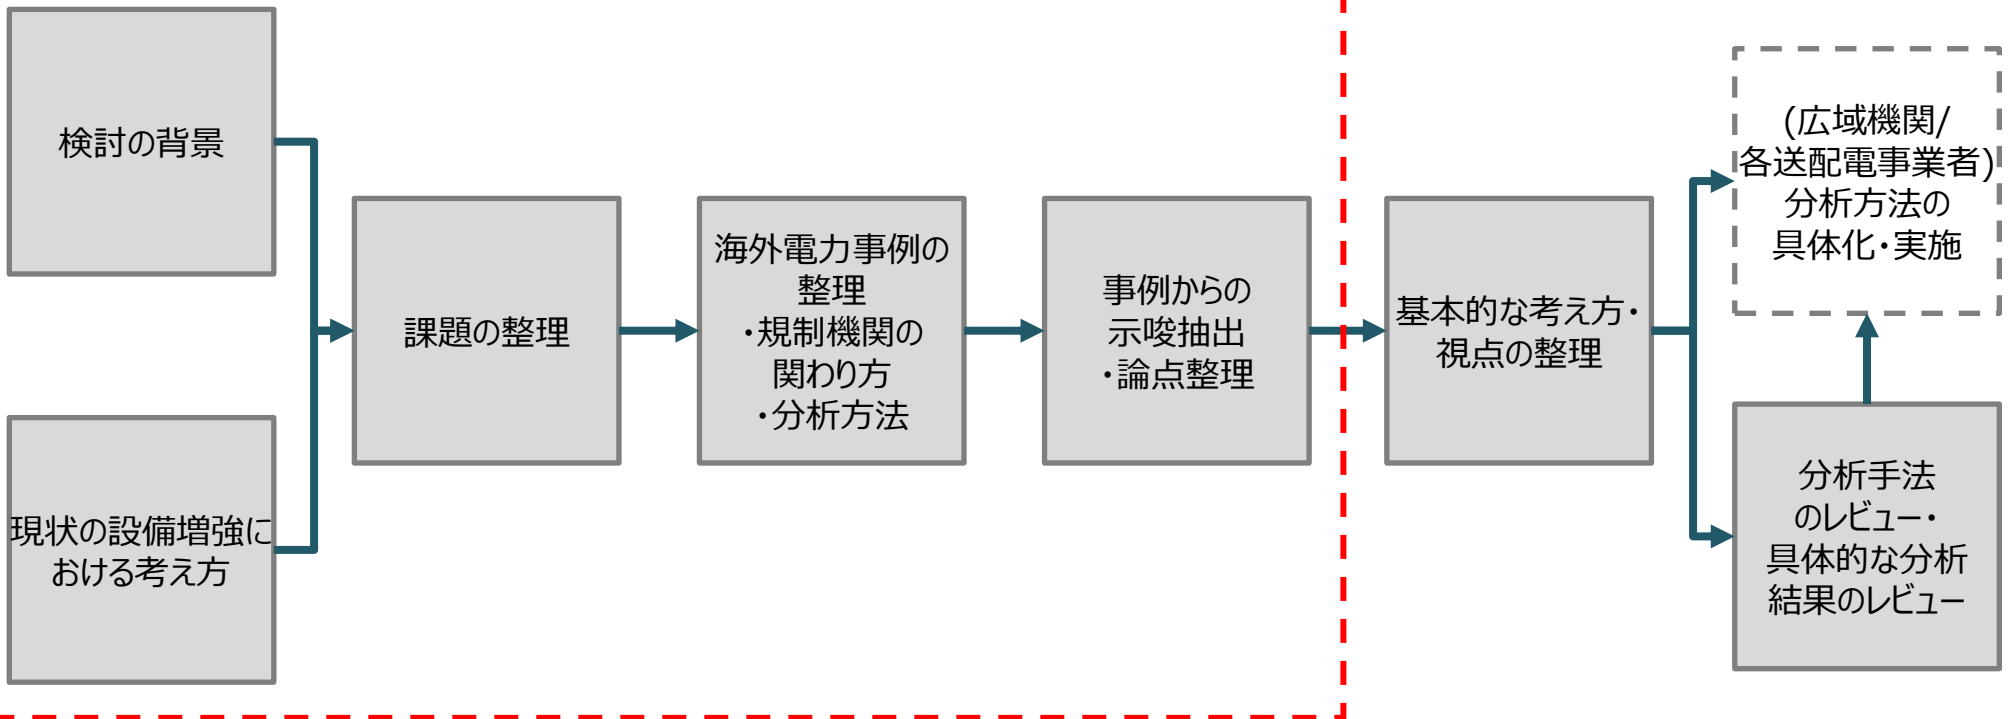 検討の背景
現状の設備増強に
おける考え方
課題の整理
海外電力事例の
整理
・規制機関の
関わり方
・分析方法
事例からの
示唆抽出
・論点整理
基本的な考え方・
視点の整理
(広域機関/
各送配電事業者)
分析方法の
具体化・実施
分析手法
のレビュー・
具体的な分析
結果のレビュー